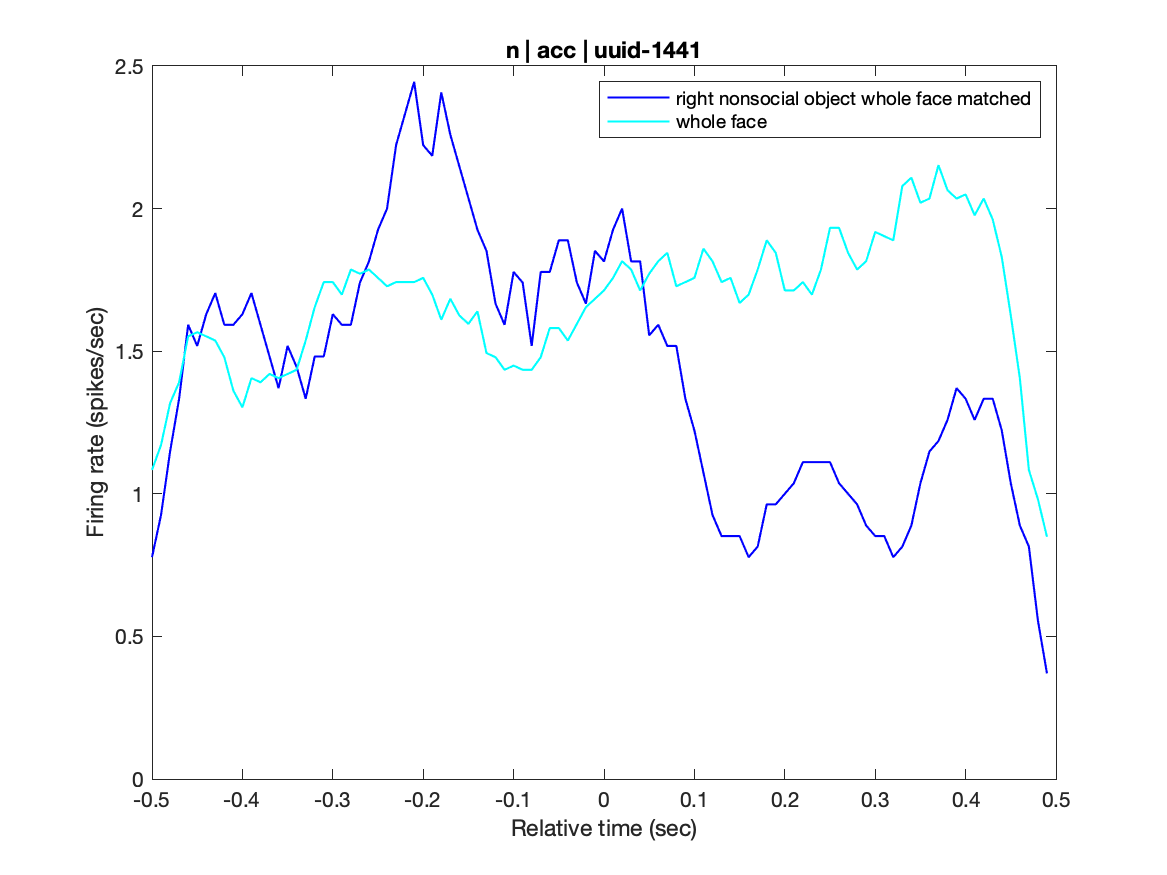 n | acc | uuid-1441
2.5
right nonsocial object whole face matched
whole face
2
1.5
Firing rate (spikes/sec)
1
0.5
0
-0.5 -0.4 -0.3 -0.2 -0.1 0 0.1 0.2 0.3 0.4 0.5
Relative time (sec)